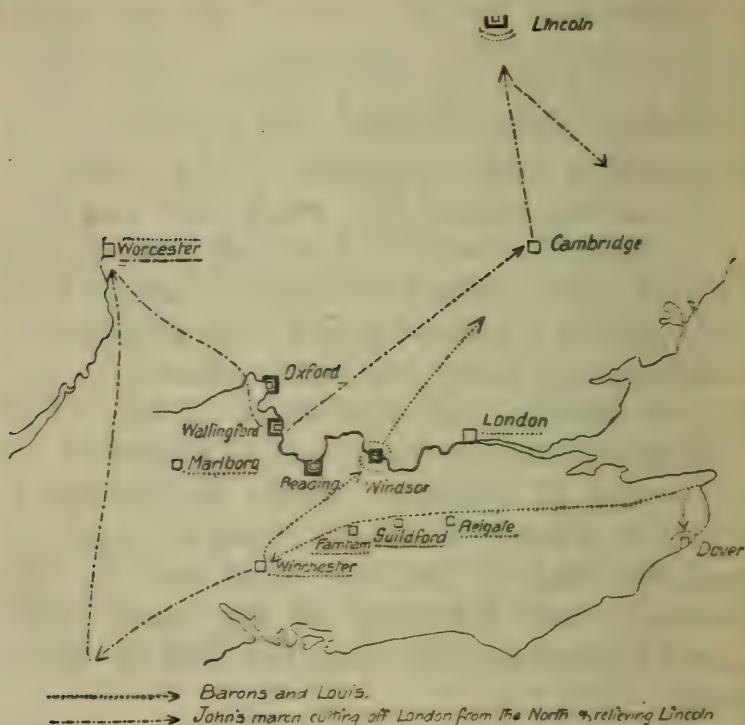 Lincoln
Worcester
Cambridge
Oxford
Wallingford
London
Marlboro
Reading
Windsor
Farnham
Guildford
Reigate
Winchester
Dover
Barons and Louis.
John's march cutting off London from the North & relieving Lincoln